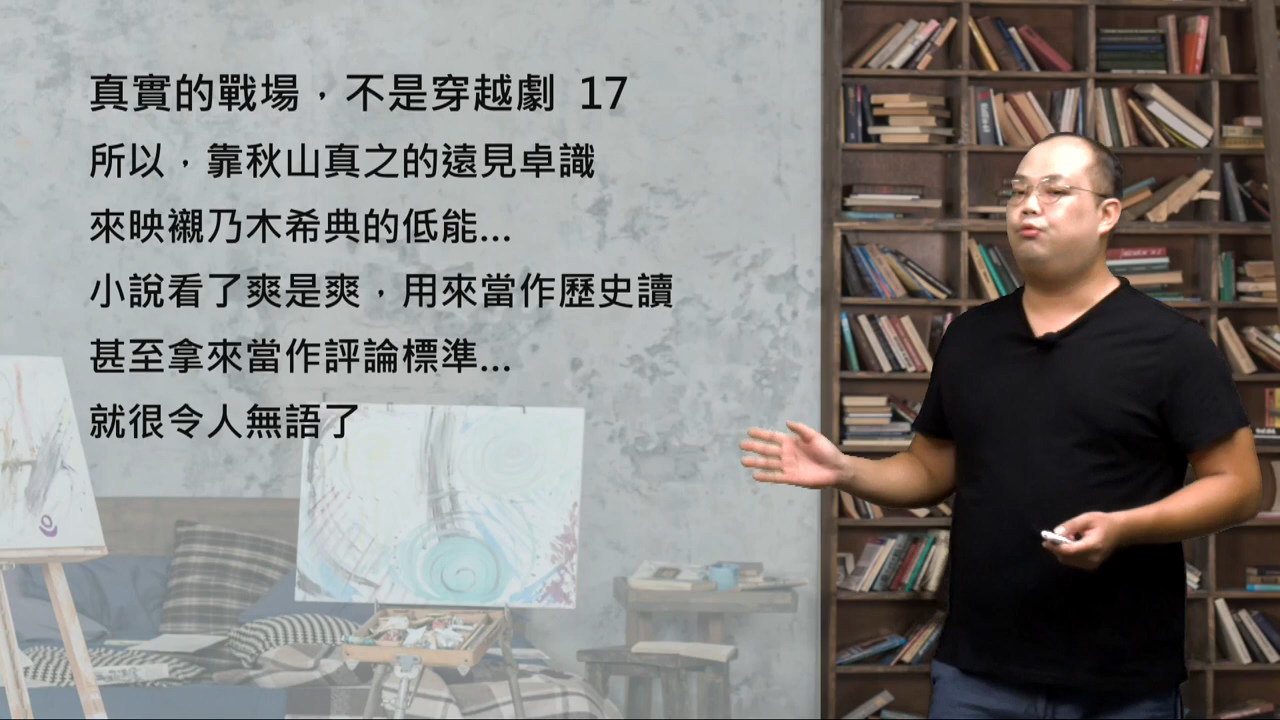 真實的戰場，不是穿越劇 17
所以，靠秋山真之的遠見卓識
來映襯乃木希典的低能...
小說看了爽是爽，用來當作歷史讀
甚至拿來當作評論標準...
就很令人無語了